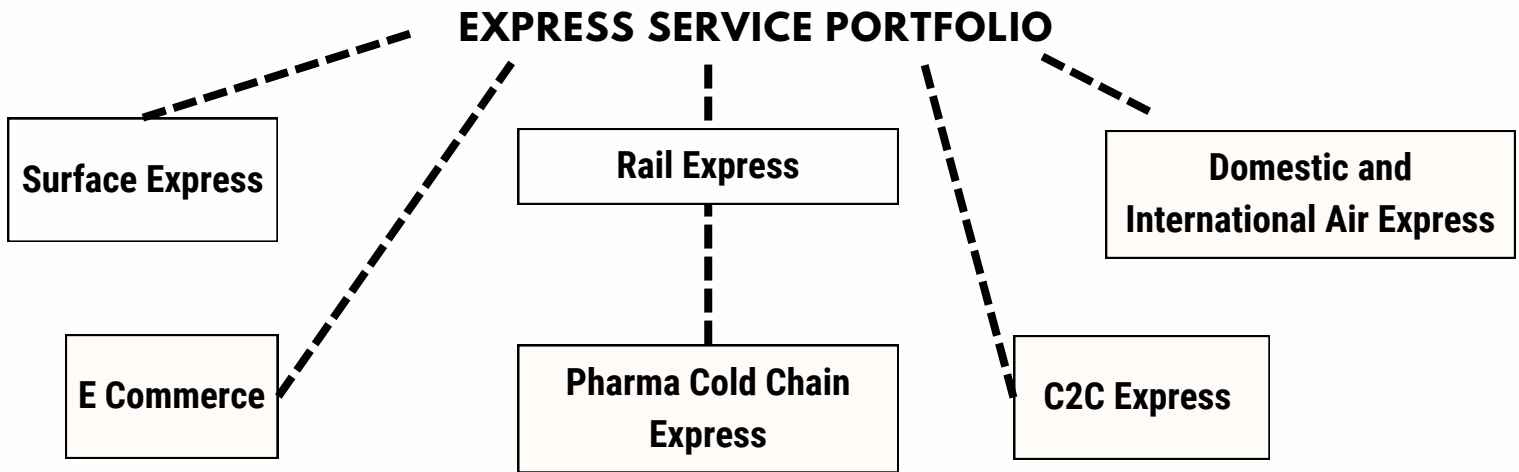 EXPRESS SERVICE PORTFOLIO
Surface Express
Rail Express
Domestic and
International Air Express
E Commerce
Pharma Cold Chain
Express
C2C Express